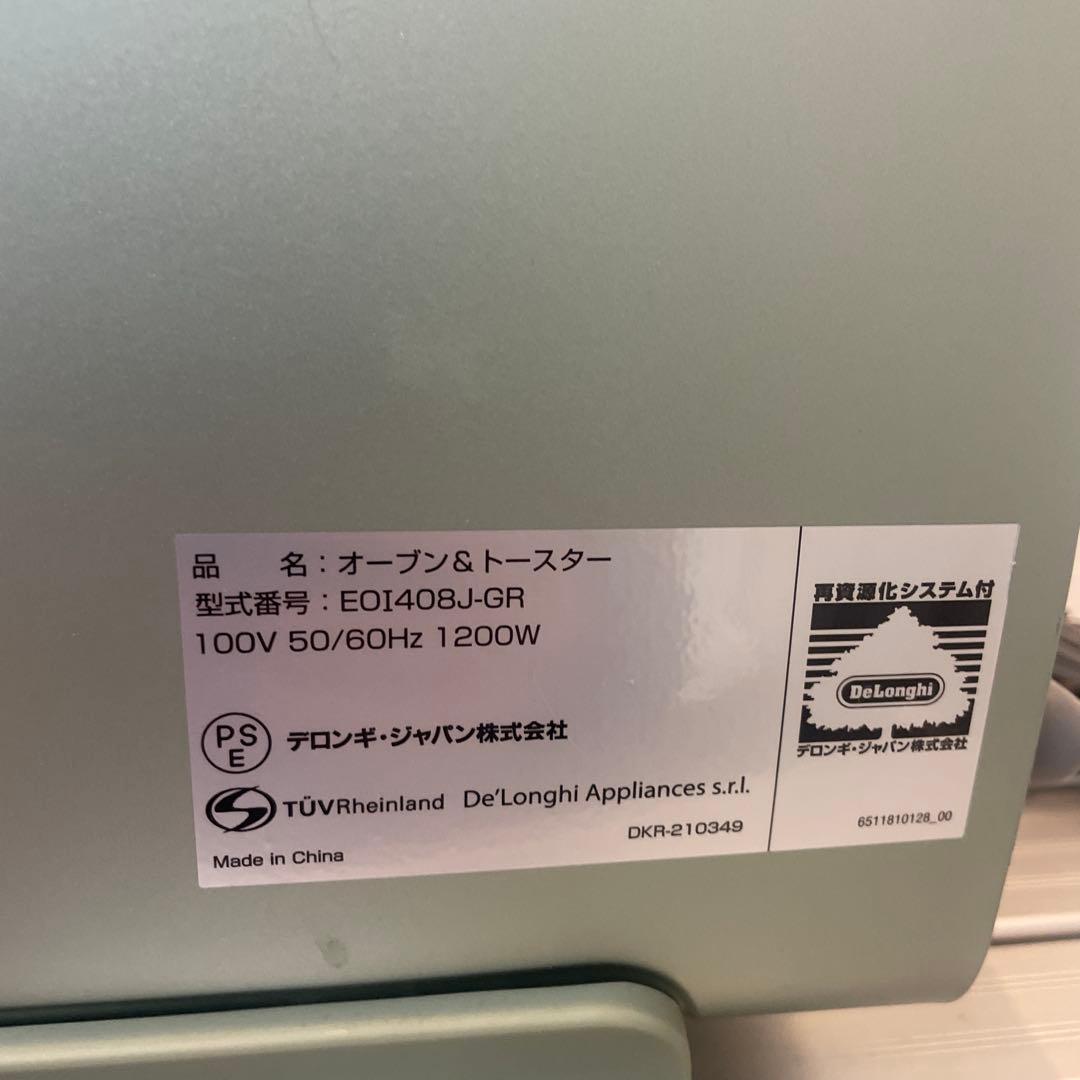 品　　名：オーブン＆トースター
型式番号：EOI408J-GR
100V 50/60Hz 1200W
PSE
デロンギ・ジャパン株式会社
TÜVRheinland De'Longhi Appliances s.r.l.
DKR-210349
Made in China
再資源化システム付
DeLonghi
デロンギ・ジャパン株式会社
6511810128_00